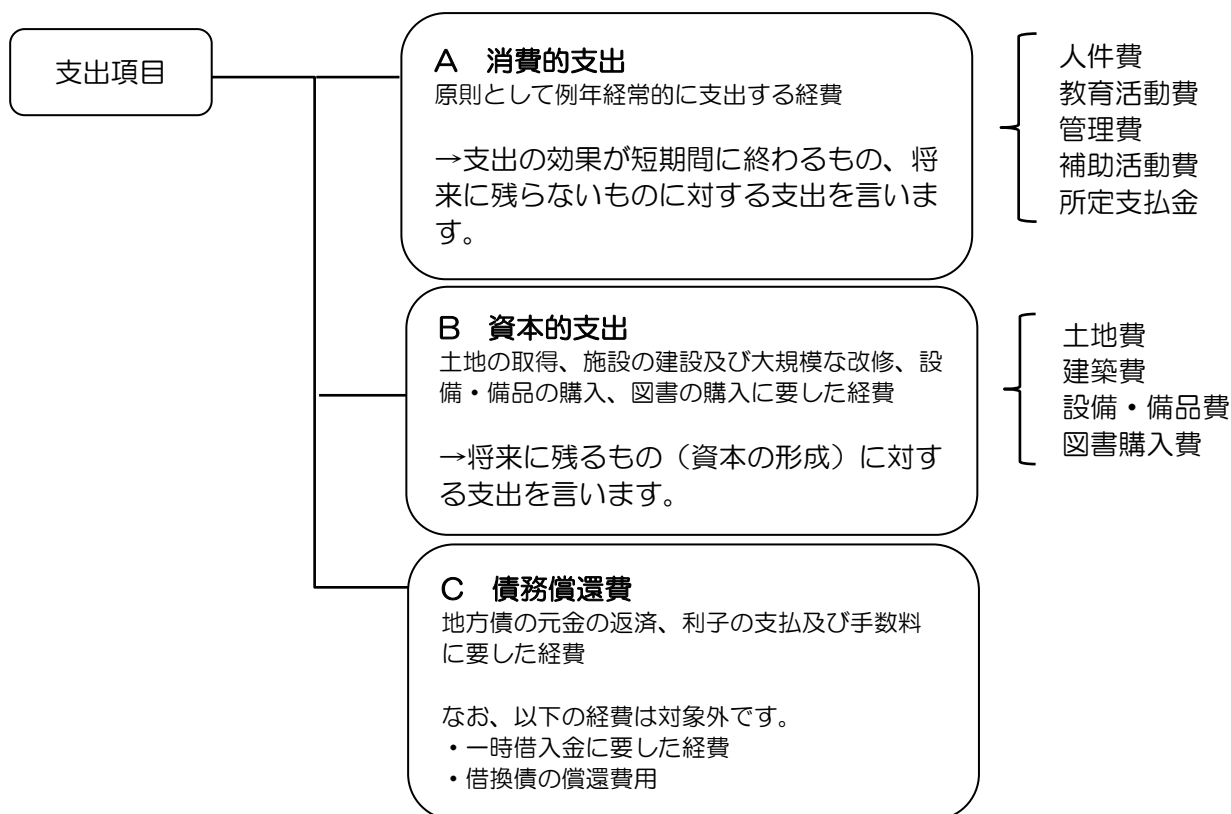 支出項目
A　消費的支出
原則として例年経常的に支出する経費
→支出の効果が短期間に終わるもの、将
来に残らないものに対する支出を言いま
す。
人件費
教育活動費
管理費
補助活動費
所定支払金
B　資本的支出
土地の取得、施設の建設及び大規模な改修、設
備・備品の購入、図書の購入に要した経費
→将来に残るもの（資本の形成）に対す
る支出を言います。
土地費
建築費
設備・備品費
図書購入費
C　債務償還費
地方債の元金の返済、利子の支払及び手数料
に要した経費
なお、以下の経費は対象外です。
・一時借入金に要した経費
・借換債の償還費用